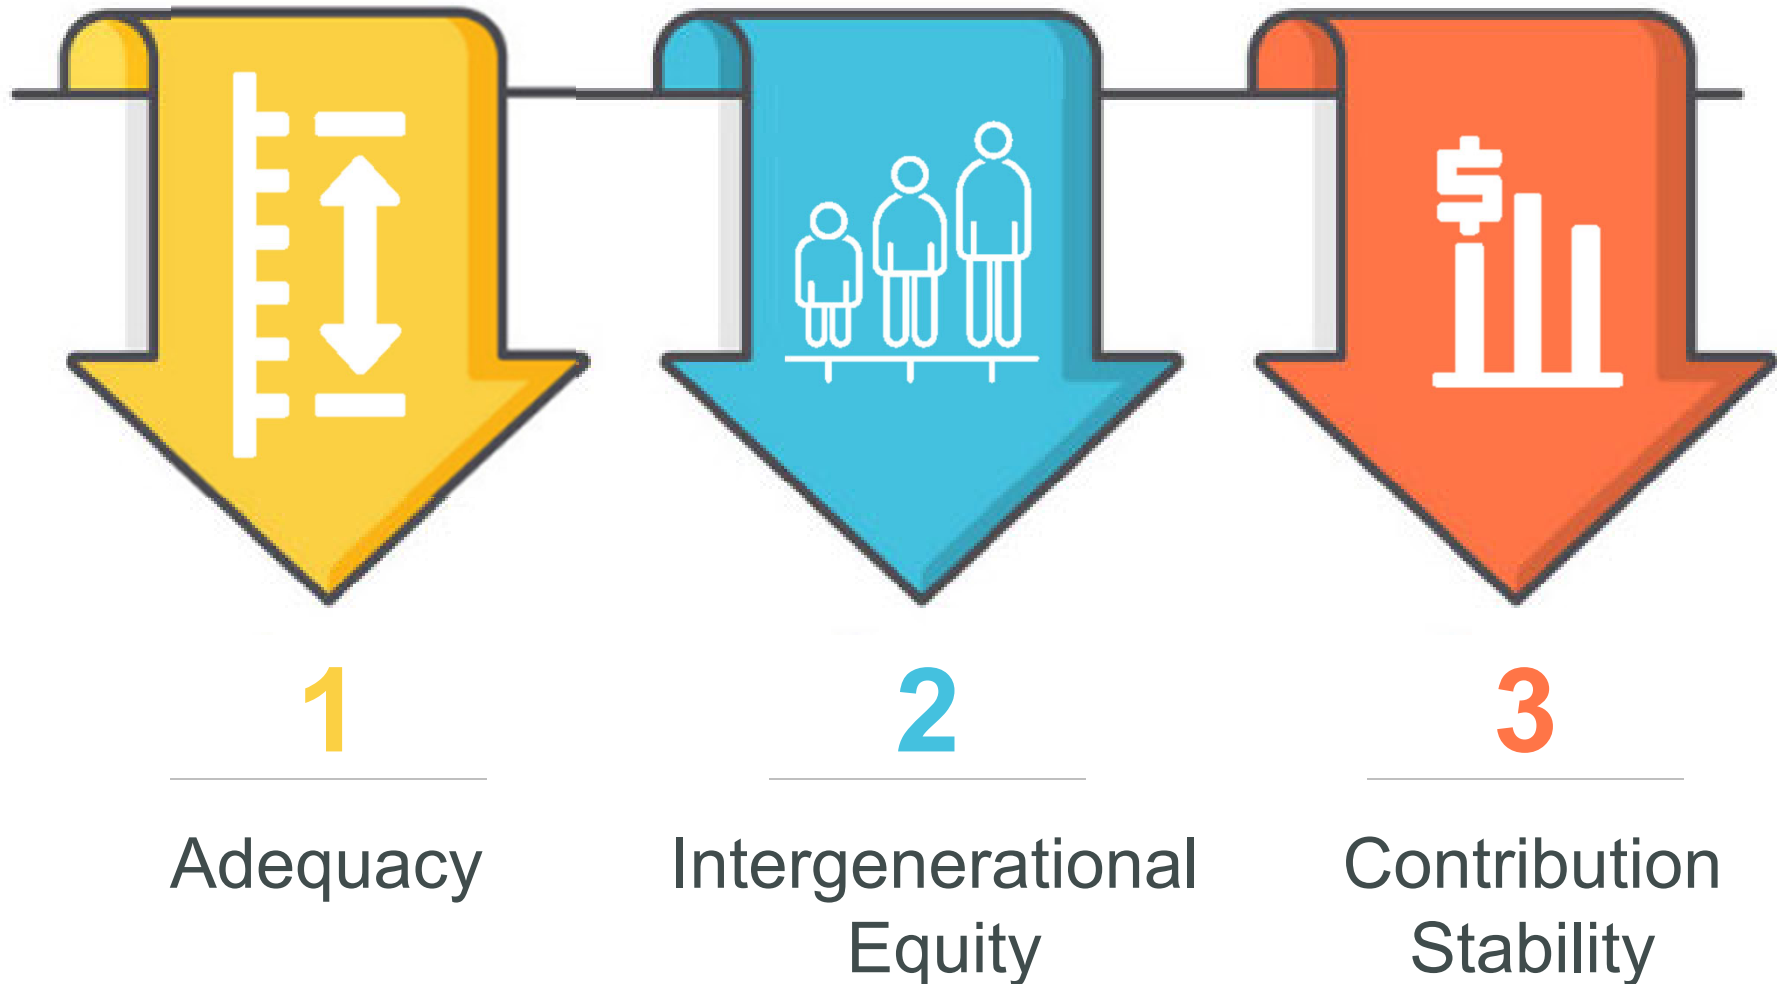 1
Adequacy
2
Intergenerational
Equity
$
3
Contribution
Stability